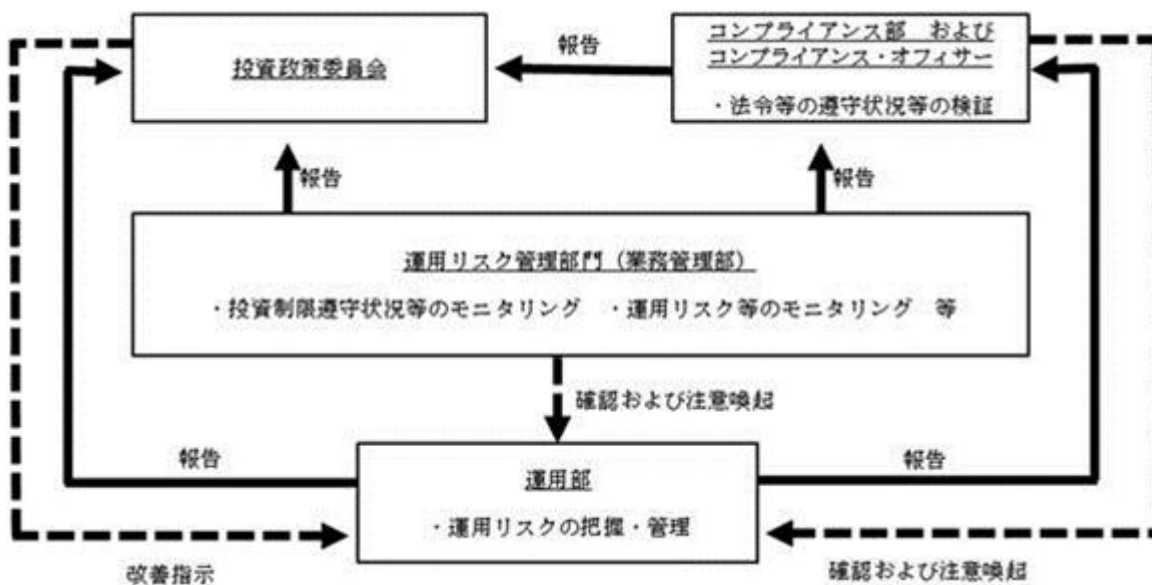 投資政策委員会
報告
コンプライアンス部 および
コンプライアンス・オフィサー
・法令等の遵守状況等の検証
報告
報告
運用リスク管理部門（業務管理部）
・投資制限遵守状況等のモニタリング ・運用リスク等のモニタリング 等
確認および注意喚起
報告
運用部
・運用リスクの把握・管理
報告
改善指示
確認および注意喚起